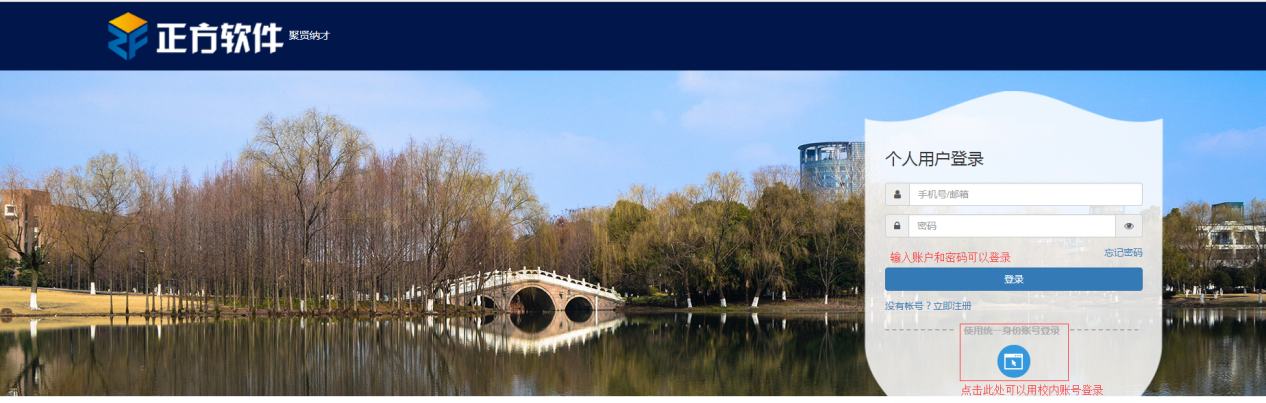 正方软件 聚贤纳才
个人用户登录
手机号/邮箱
密码
忘记密码
输入账户和密码可以登录
登录
没有帐号？立即注册
使用统一身份账号登录
点击此处可以用校内账号登录